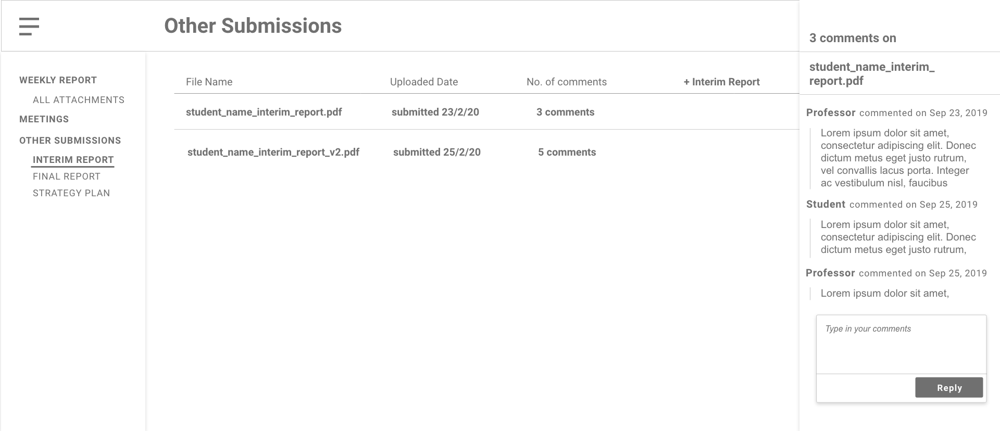 Other Submissions
WEEKLY REPORT
ALL ATTACHMENTS
MEETINGS
OTHER SUBMISSIONS
INTERIM REPORT
FINAL REPORT
STRATEGY PLAN
File Name Uploaded Date No. of comments + Interim Report
student_name_interim_report.pdf submitted 23/2/20 3 comments
student_name_interim_report_v2.pdf submitted 25/2/20 5 comments
3 comments on
student_name_interim_
report.pdf
Professor commented on Sep 23, 2019
Lorem ipsum dolor sit amet,
consectetur adipiscing elit. Donec
dictum metus eget justo rutrum,
vel convallis lacus porta. Integer
ac vestibulum nisl, faucibus
Student commented on Sep 25, 2019
Lorem ipsum dolor sit amet,
consectetur adipiscing elit. Donec
dictum metus eget justo rutrum,
Professor commented on Sep 25, 2019
Lorem ipsum dolor sit amet,
Type in your comments
Reply